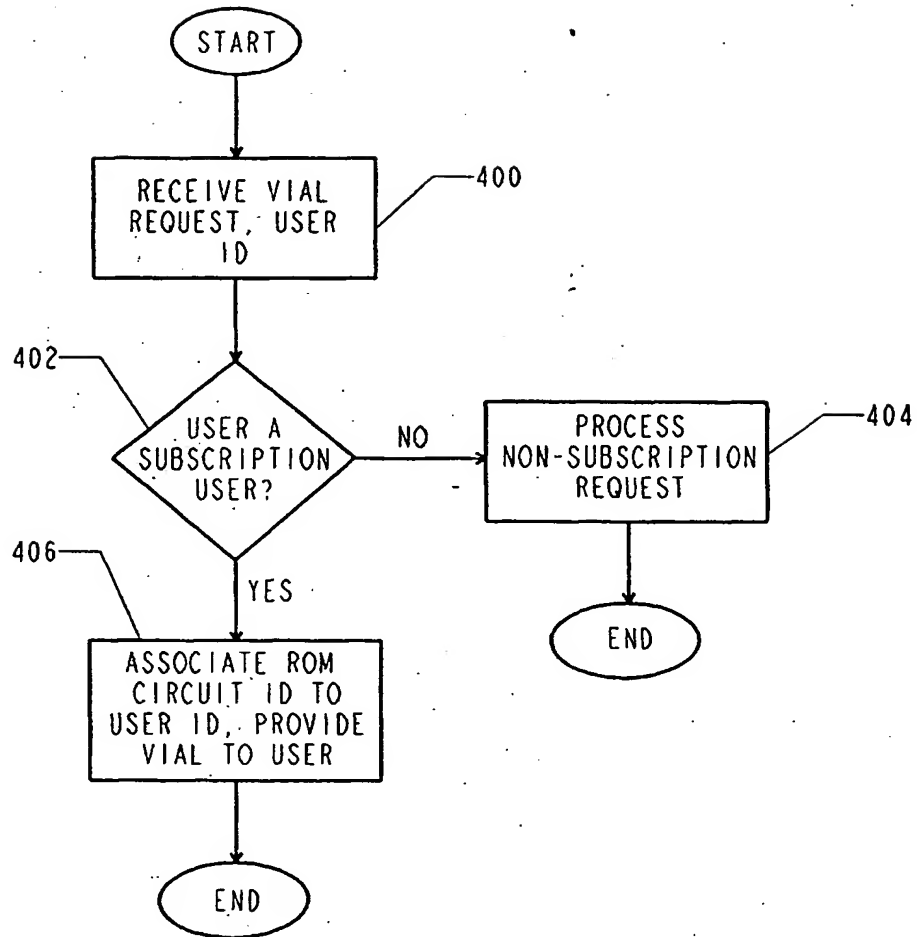 START
RECEIVE VIAL
REQUEST, USER
ID
400
402
USER A
SUBSCRIPTION
USER?
NO
PROCESS
NON-SUBSCRIPTION
REQUEST
404
406
YES
END
ASSOCIATE ROM
CIRCUIT ID TO
USER ID, PROVIDE
VIAL TO USER
END